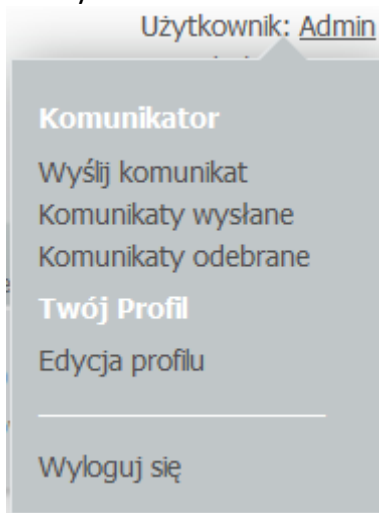 Użytkownik: Admin
Komunikator
Wyślij komunikat
Komunikaty wysłane
Komunikaty odebrane
Twój Profil
Edycja profilu
Wyloguj się